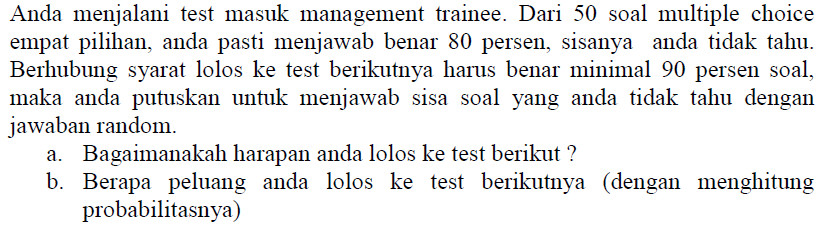 Anda menjalani test masuk management trainee. Dari 50 soal multiple choice
empat pilihan, anda pasti menjawab benar 80 persen, sisanya anda tidak tahu.
Berhubung syarat lolos ke test berikutnya harus benar minimal 90 persen soal,
maka anda putuskan untuk menjawab sisa soal yang anda tidak tahu dengan
jawaban random.
a. Bagaimanakah harapan anda lolos ke test berikut ?
b. Berapa peluang anda lolos ke test berikutnya (dengan menghitung
probabilitasnya)